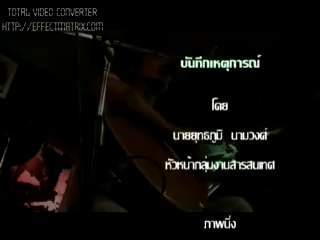 TOTAL VIDEO CONVERTER
HTTP://EFFECTMATRIX.COM
บันทึกเหตุการณ์
โดย
นายยุทธภูมิ นามวงศ์
หัวหน้ากลุ่มงานสารสนเทศ
ภาพนิ่ง